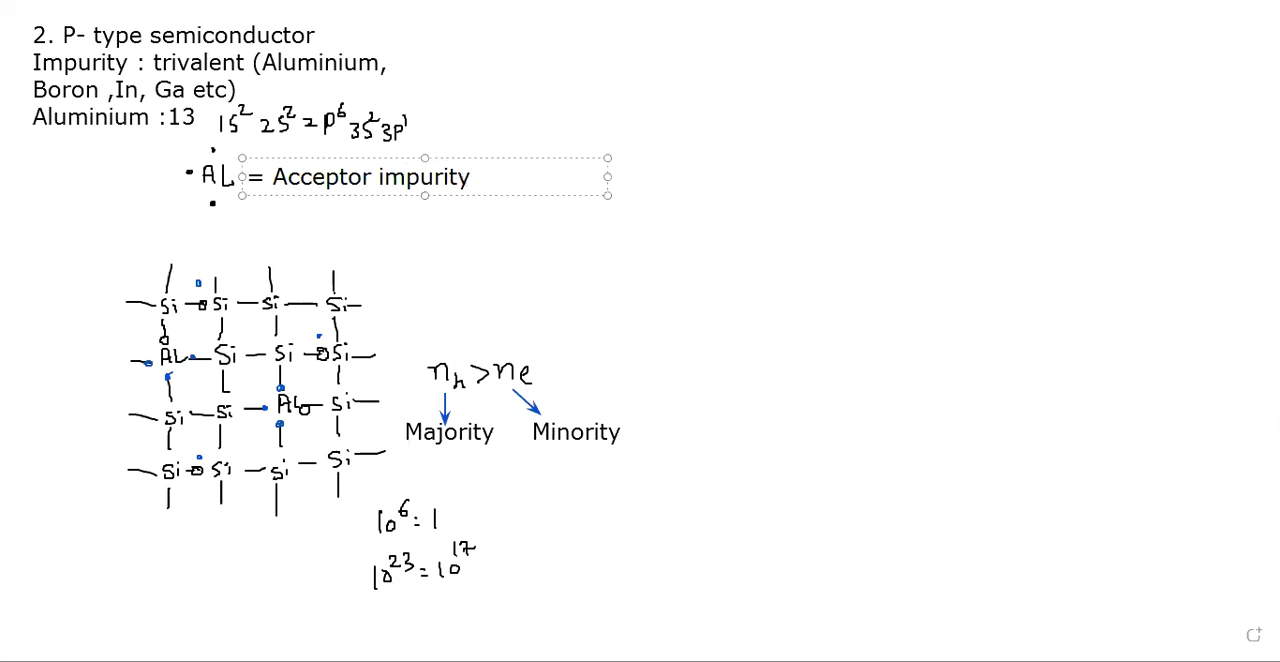 2. P- type semiconductor
Impurity : trivalent (Aluminium,
Boron ,In, Ga etc)
Aluminium :13 1s² 2s² 2p⁶ 3s² 3p¹
AL = Acceptor impurity
Si Si Si Si
AL Si Si Si
Si Si AL Si
Si Si Si Si
nₕ > ne
Majority Minority
10⁶ = 1
10²³ = 10¹⁷